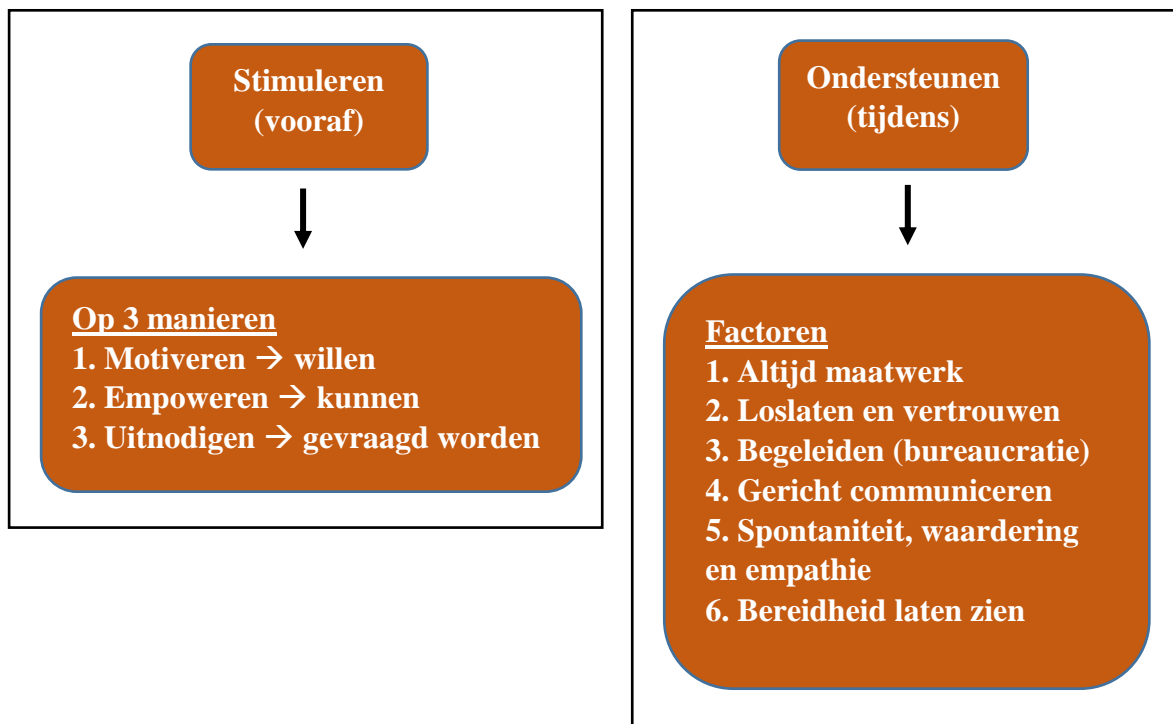 Stimuleren
(vooraf)
Op 3 manieren
1. Motiveren → willen
2. Empoweren → kunnen
3. Uitnodigen → gevraagd worden
Ondersteunen
(tijdens)
Factoren
1. Altijd maatwerk
2. Loslaten en vertrouwen
3. Begeleiden (bureaucratie)
4. Gericht communiceren
5. Spontaniteit, waardering
en empathie
6. Bereidheid laten zien